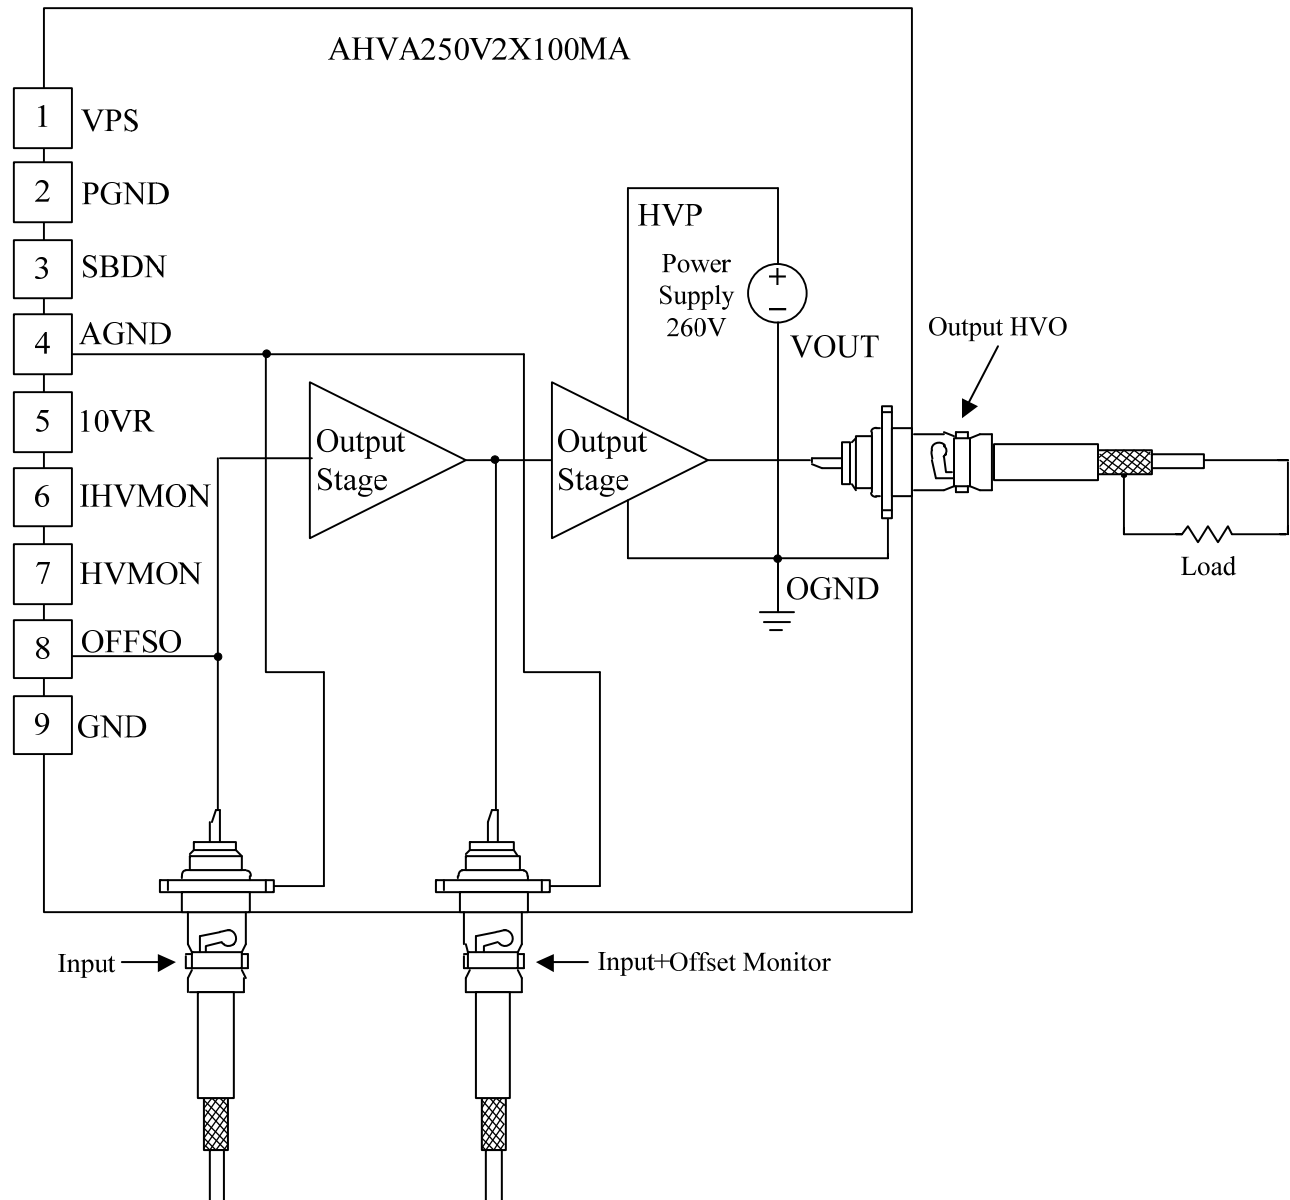 AHVA250V2X100MA
1 VPS
2 PGND
3 SBDN
4 AGND
5 10VR
6 IHVMON
7 HVMON
8 OFFSO
9 GND
HVP
Power
Supply
260V
+
−
VOUT
Output HVO
Output
Stage
Output
Stage
OGND
Load
Input
Input+Offset Monitor